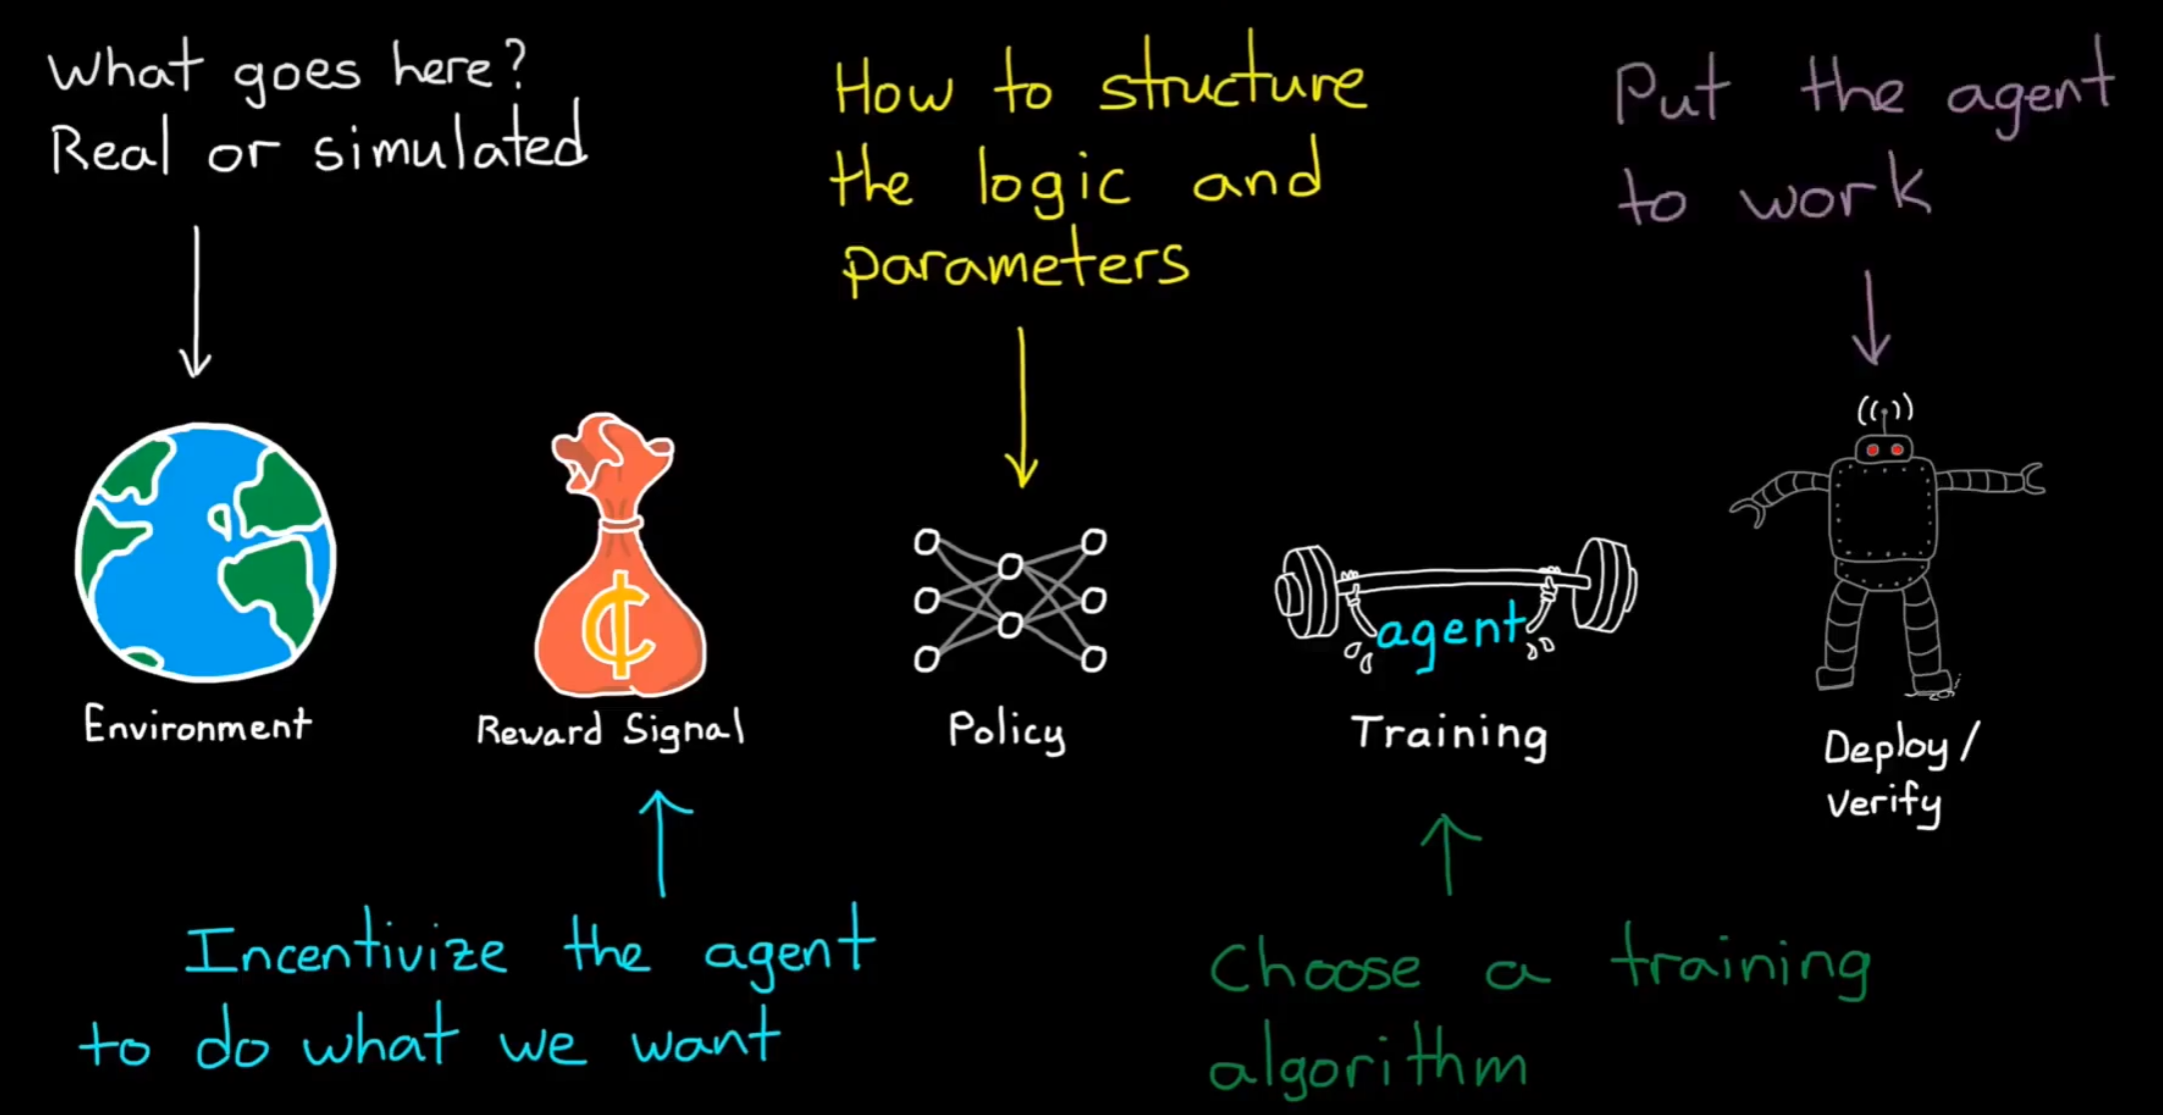 What goes here?
Real or simulated
How to structure
the logic and
parameters
Put the agent
to work
¢
agent
Environment
Reward Signal
Policy
Training
Deploy/
Verify
Incentivize the agent
to do what we want
Choose a training
algorithm